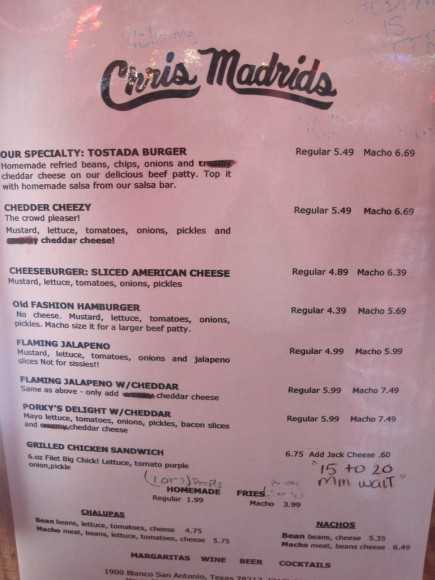 Welcome
IS
Chris Madrids
OUR SPECIALTY: TOSTADA BURGER Regular 5.49 Macho 6.69
Homemade refried beans, chips, onions and
cheddar cheese on our delicious beef patty. Top it
with homemade salsa from our salsa bar.
CHEDDER CHEEZY Regular 5.49 Macho 6.69
The crowd pleaser!
Mustard, lettuce, tomatoes, onions, pickles and
cheddar cheese!
CHEESEBURGER: SLICED AMERICAN CHEESE Regular 4.89 Macho 6.39
Mustard, lettuce, tomatoes, onions, pickles
Old FASHION HAMBURGER Regular 4.39 Macho 5.69
No cheese. Mustard, lettuce, tomatoes, onions,
pickles. Macho size it for a larger beef patty.
FLAMING JALAPENO Regular 4.99 Macho 5.99
Mustard, lettuce, tomatoes, onions and jalapeno
slices Not for sissies!!
FLAMING JALAPENO W/CHEDDAR Regular 5.99 Macho 7.49
Same as above - only add cheddar cheese
PORKY'S DELIGHT W/CHEDDAR Regular 5.99 Macho 7.49
Mayo lettuce, tomatoes, onions, pickles, bacon slices
and cheddar cheese
GRILLED CHICKEN SANDWICH 6.75 Add Jack Cheese .60
6.oz Filet Big Chick! Lettuce, tomato purple
onion,pickle
"15 to 20
min wait"
(1 or 2) People
HOMEMADE FRIES
Regular 1.99 Macho 3.99
CHALUPAS NACHOS
Bean beans, lettuce, tomatoes, cheese 4.75 Bean beans, cheese 5.35
Macho meat, beans, lettuce, tomatoes, cheese 5.75 Macho meat, beans, cheese 6.49
MARGARITAS WINE BEER COCKTAILS
1900 Blanco San Antonio, Texas 78212